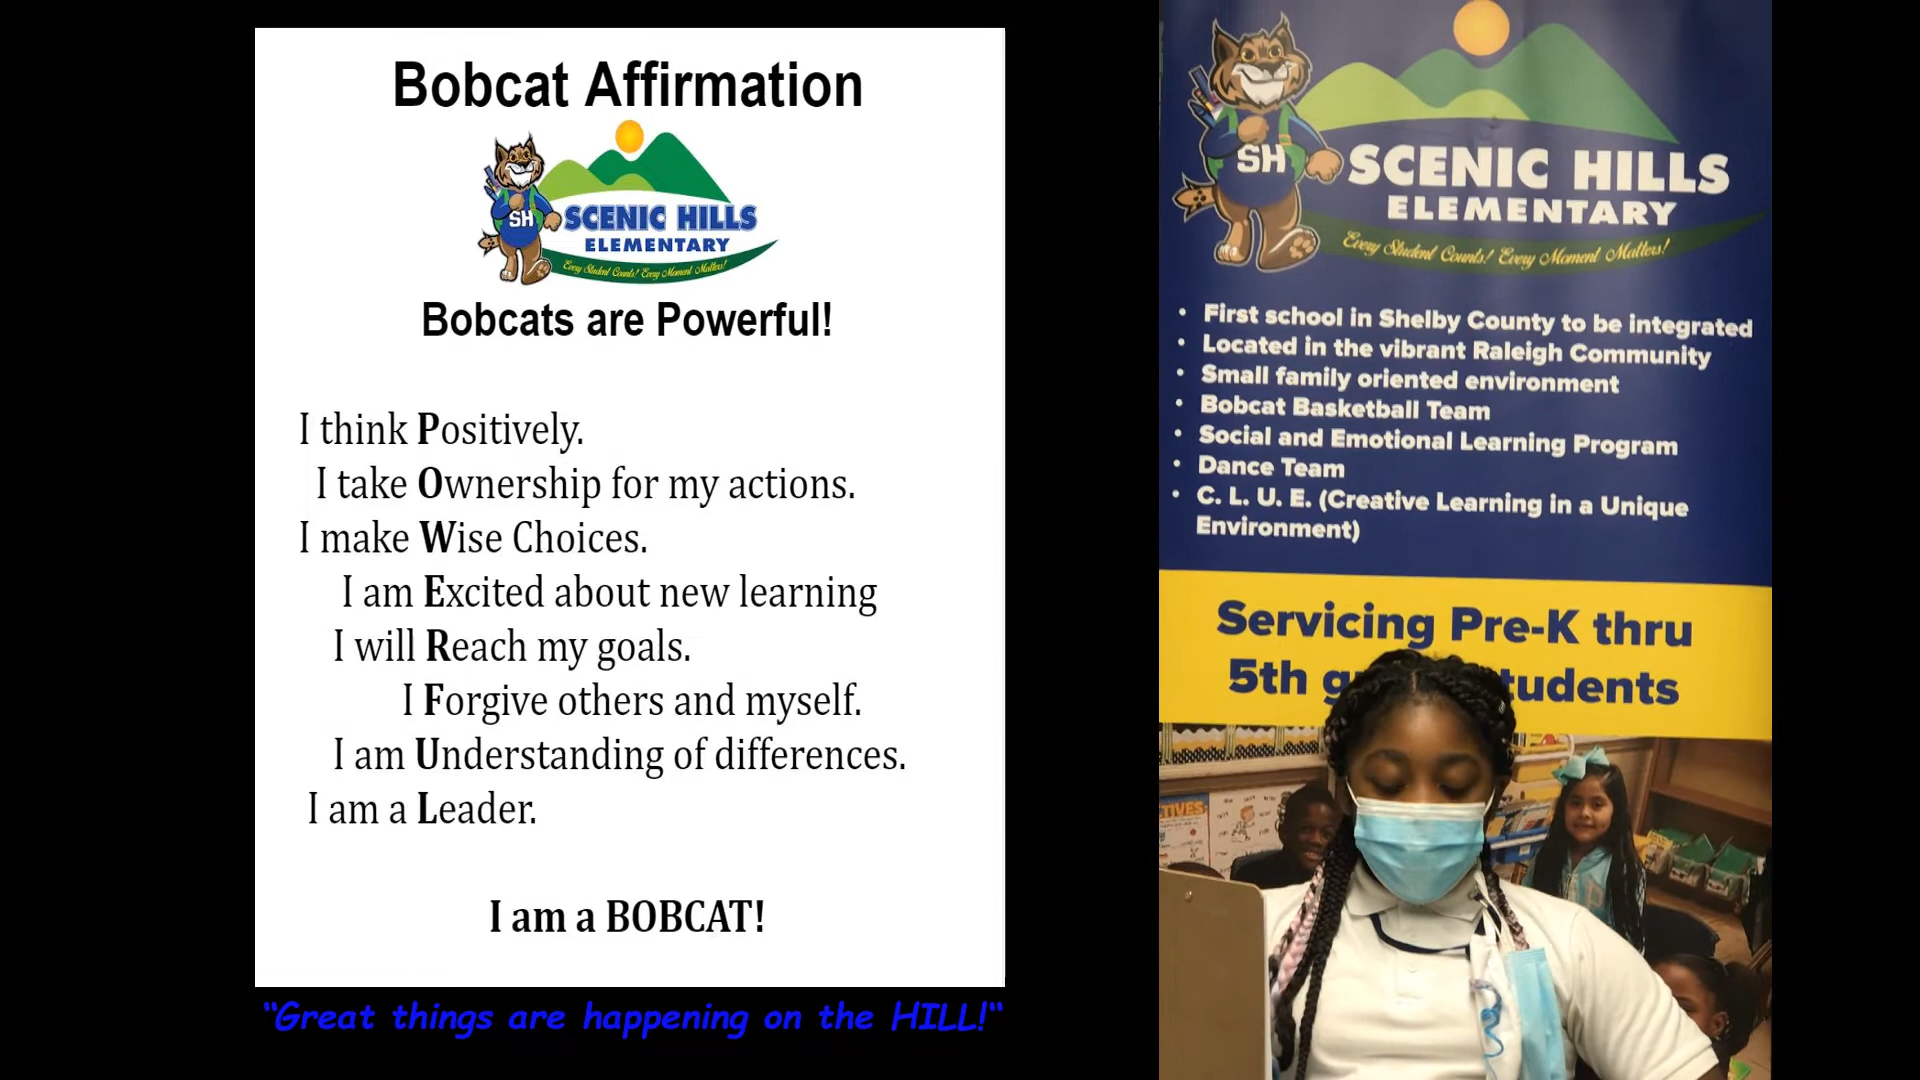 Bobcat Affirmation
SH
SCENIC HILLS
ELEMENTARY
Every Student Counts! Every Moment Matters!
Bobcats are Powerful!
I think Positively.
I take Ownership for my actions.
I make Wise Choices.
I am Excited about new learning
I will Reach my goals.
I Forgive others and myself.
I am Understanding of differences.
I am a Leader.
I am a BOBCAT!
"Great things are happening on the HILL!"
SH
SCENIC HILLS
ELEMENTARY
Every Student Counts! Every Moment Matters!
• First school in Shelby County to be integrated
• Located in the vibrant Raleigh Community
• Small family oriented environment
• Bobcat Basketball Team
• Social and Emotional Learning Program
• Dance Team
• C. L. U. E. (Creative Learning in a Unique
Environment)
Servicing Pre-K thru
5th